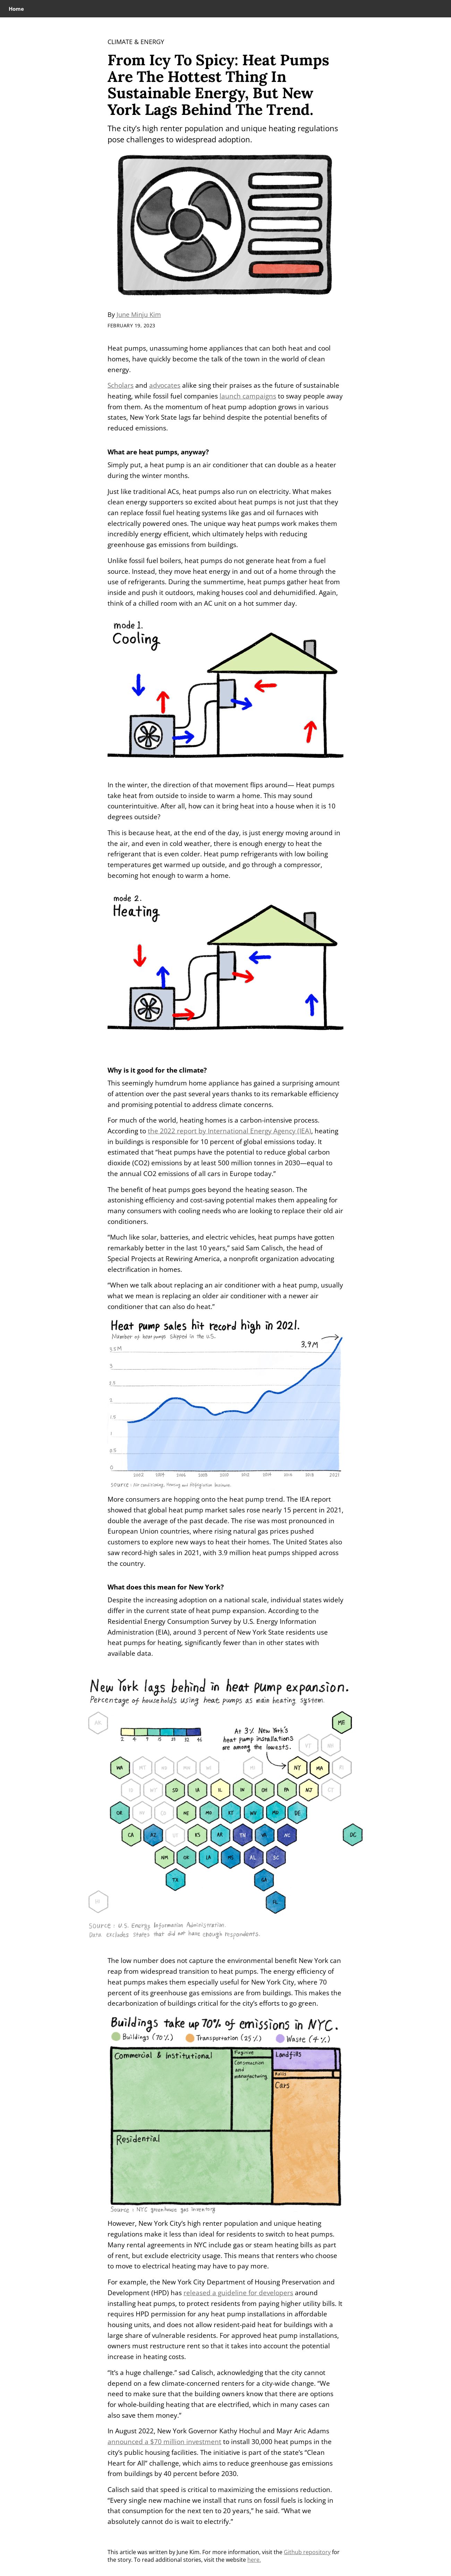 Home
CLIMATE & ENERGY
From Icy To Spicy: Heat Pumps
Are The Hottest Thing In
Sustainable Energy, But New
York Lags Behind The Trend.
The city's high renter population and unique heating regulations
pose challenges to widespread adoption.
By June Minju Kim
FEBRUARY 19, 2023
Heat pumps, unassuming home appliances that can both heat and cool
homes, have quickly become the talk of the town in the world of clean
energy.
Scholars and advocates alike sing their praises as the future of sustainable
heating, while fossil fuel companies launch campaigns to sway people away
from them. As the momentum of heat pump adoption grows in various
states, New York State lags far behind despite the potential benefits of
reduced emissions.
What are heat pumps, anyway?
Simply put, a heat pump is an air conditioner that can double as a heater
during the winter months.
Just like traditional ACs, heat pumps also run on electricity. What makes
clean energy supporters so excited about heat pumps is not just that they
can replace fossil fuel heating systems like gas and oil furnaces with
electrically powered ones. The unique way heat pumps work makes them
incredibly energy efficient, which ultimately helps with reducing
greenhouse gas emissions from buildings.
Unlike fossil fuel boilers, heat pumps do not generate heat from a fuel
source. Instead, they move heat energy in and out of a home through the
use of refrigerants. During the summertime, heat pumps gather heat from
inside and push it outdoors, making houses cool and dehumidified. Again,
think of a chilled room with an AC unit on a hot summer day.
mode 1.
Cooling
In the winter, the direction of that movement flips around— Heat pumps
take heat from outside to inside to warm a home. This may sound
counterintuitive. After all, how can it bring heat into a house when it is 10
degrees outside?
This is because heat, at the end of the day, is just energy moving around in
the air, and even in cold weather, there is enough energy to heat the
refrigerant that is even colder. Heat pump refrigerants with low boiling
temperatures get warmed up outside, and go through a compressor,
becoming hot enough to warm a home.
mode 2.
Heating
Why is it good for the climate?
This seemingly humdrum home appliance has gained a surprising amount
of attention over the past several years thanks to its remarkable efficiency
and promising potential to address climate concerns.
For much of the world, heating homes is a carbon-intensive process.
According to the 2022 report by International Energy Agency (IEA), heating
in buildings is responsible for 10 percent of global emissions today. It
estimated that "heat pumps have the potential to reduce global carbon
dioxide (CO2) emissions by at least 500 million tonnes in 2030—equal to
the annual CO2 emissions of all cars in Europe today."
The benefit of heat pumps goes beyond the heating season. The
astonishing efficiency and cost-saving potential makes them appealing for
many consumers with cooling needs who are looking to replace their old air
conditioners.
"Much like solar, batteries, and electric vehicles, heat pumps have gotten
remarkably better in the last 10 years," said Sam Calisch, the head of
Special Projects at Rewiring America, a nonprofit organization advocating
electrification in homes.
"When we talk about replacing an air conditioner with a heat pump, usually
what we mean is replacing an older air conditioner with a newer air
conditioner that can also do heat."
Heat pump sales hit record high in 2021.
Number of heat pumps shipped in the U.S.
3.9M
3.5M
3
2.5
2
1.5
1
0.5
0
2002 2004 2006 2008 2010 2012 2014 2016 2018 2021
Source : Air Conditioning, Heating and Refrigeration Institute
More consumers are hopping onto the heat pump trend. The IEA report
showed that global heat pump market sales rose nearly 15 percent in 2021,
double the average of the past decade. The rise was most pronounced in
European Union countries, where rising natural gas prices pushed
customers to explore new ways to heat their homes. The United States also
saw record-high sales in 2021, with 3.9 million heat pumps shipped across
the country.
What does this mean for New York?
Despite the increasing adoption on a national scale, individual states widely
differ in the current state of heat pump expansion. According to the
Residential Energy Consumption Survey by U.S. Energy Information
Administration (EIA), around 3 percent of New York State residents use
heat pumps for heating, significantly fewer than in other states with
available data.
New York lags behind in heat pump expansion.
Percentage of households using heat pumps as main heating system
AK ME
At 3%, New York's
heat pump installations
are among the lowests.
VT NH
WA MT ND MN WI MI NY MA RI
ID WY SD IA IL IN OH PA NJ CT
OR NV CO NE MO KY WV MD DE
CA AZ UT KS AR TN VA NC DC
NM OK LA MS AL SC
TX GA
HI FL
Source : U.S. Energy Information Administration
Data excludes states that did not have enough respondents.
The low number does not capture the environmental benefit New York can
reap from widespread transition to heat pumps. The energy efficiency of
heat pumps makes them especially useful for New York City, where 70
percent of its greenhouse gas emissions are from buildings. This makes the
decarbonization of buildings critical for the city's efforts to go green.
Buildings take up 70% of emissions in NYC.
Buildings (70%) Transportation (25%) Waste (4%)
Commercial & Institutional
Fugitive
Construction
and
manufacturing
Landfills
Cars
Residential
Source : NYC greenhouse gas inventory
However, New York City's high renter population and unique heating
regulations make it less than ideal for residents to switch to heat pumps.
Many rental agreements in NYC include gas or steam heating bills as part
of rent, but exclude electricity usage. This means that renters who choose
to move to electrical heating may have to pay more.
For example, the New York City Department of Housing Preservation and
Development (HPD) has released a guideline for developers around
installing heat pumps, to protect residents from paying higher utility bills. It
requires HPD permission for any heat pump installations in affordable
housing units, and does not allow resident-paid heat for buildings with a
large share of vulnerable residents. For approved heat pump installations,
owners must restructure rent so that it takes into account the potential
increase in heating costs.
"It's a huge challenge." sad Calisch, acknowledging that the city cannot
depend on a few climate-concerned renters for a city-wide change. "We
need to make sure that the building owners know that there are options
for whole-building heating that are electrified, which in many cases can
also save them money."
In August 2022, New York Governor Kathy Hochul and Mayr Aric Adams
announced a $70 million investment to install 30,000 heat pumps in the
city's public housing facilities. The initiative is part of the state's "Clean
Heart for All" challenge, which aims to reduce greenhouse gas emissions
from buildings by 40 percent before 2030.
Calisch said that speed is critical to maximizing the emissions reduction.
"Every single new machine we install that runs on fossil fuels is locking in
that consumption for the next ten to 20 years," he said. "What we
absolutely cannot do is wait to electrify."
This article was written by June Kim. For more information, visit the Github repository for
the story. To read additional stories, visit the website here.